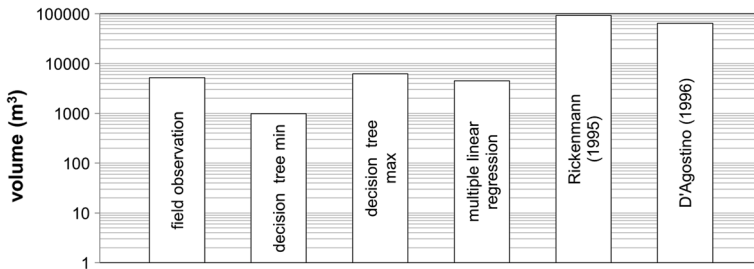 100000
10000
1000
100
10
1
volume (m³)
field observation
decision tree min
decision tree
max
multiple linear
regression
Rickenmann
(1995)
D'Agostino (1996)